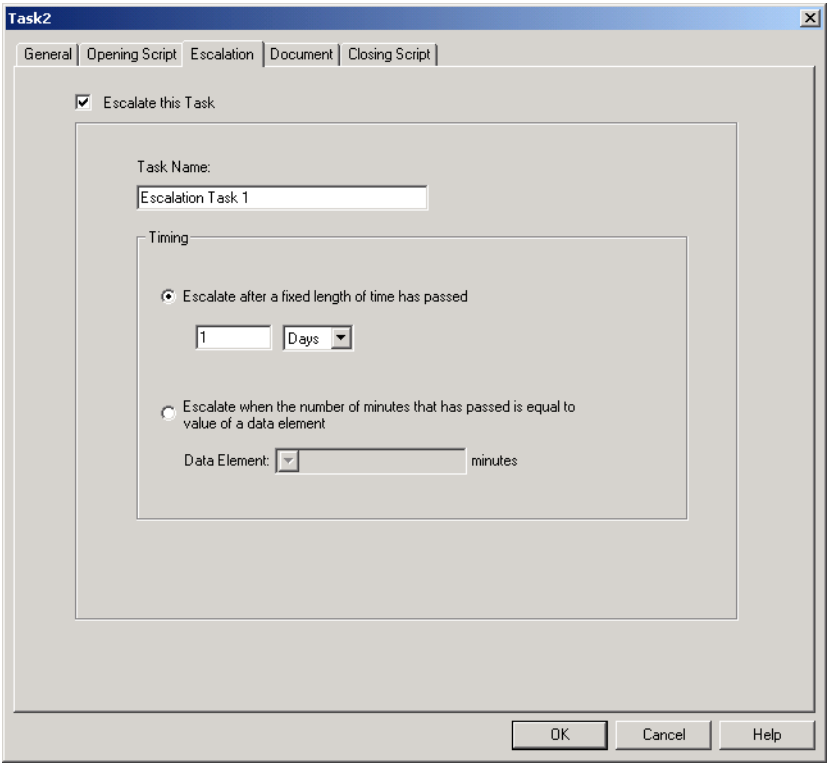 Task2
General Opening Script Escalation Document Closing Script
Escalate this Task
Task Name:
Escalation Task 1
Timing
Escalate after a fixed length of time has passed
1 Days
Escalate when the number of minutes that has passed is equal to
value of a data element
Data Element: minutes
OK Cancel Help